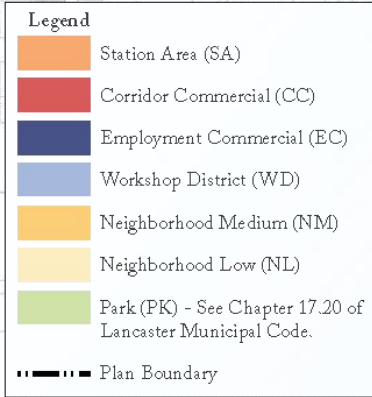 Legend
Station Area (SA)
Corridor Commercial (CC)
Employment Commercial (EC)
Workshop District (WD)
Neighborhood Medium (NM)
Neighborhood Low (NL)
Park (PK) - See Chapter 17.20 of
Lancaster Municipal Code.
Plan Boundary